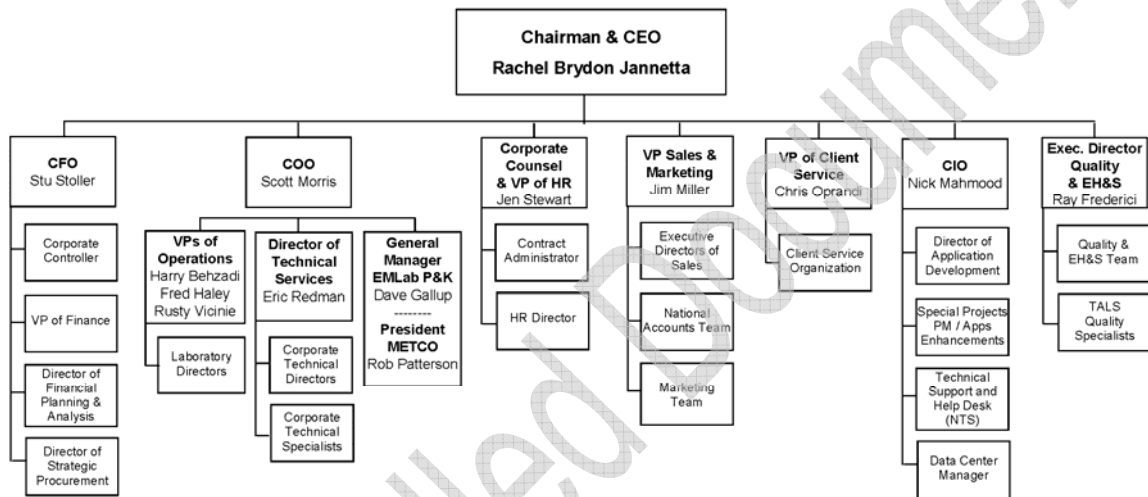 Chairman & CEO
Rachel Brydon Jannetta
CFO
Stu Stoller
Corporate
Controller
VP of Finance
Director of
Financial
Planning &
Analysis
Director of
Strategic
Procurement
COO
Scott Morris
VPs of
Operations
Harry Behzadi
Fred Haley
Rusty Vicinie
Laboratory
Directors
Director of
Technical
Services
Eric Redman
Corporate
Technical
Directors
Corporate
Technical
Specialists
General
Manager
EMLab P&K
Dave Gallup
--------
President
METCO
Rob Patterson
Corporate
Counsel
& VP of HR
Jen Stewart
Contract
Administrator
HR Director
VP Sales &
Marketing
Jim Miller
Executive
Directors of
Sales
National
Accounts Team
Marketing
Team
VP of Client
Service
Chris Oprandi
Client Service
Organization
CIO
Nick Mahmood
Director of
Application
Development
Special Projects
PM / Apps
Enhancements
Technical
Support and
Help Desk
(NTS)
Data Center
Manager
Exec. Director
Quality
& EH&S
Ray Frederici
Quality &
EH&S Team
TALS
Quality
Specialists
lled Docume